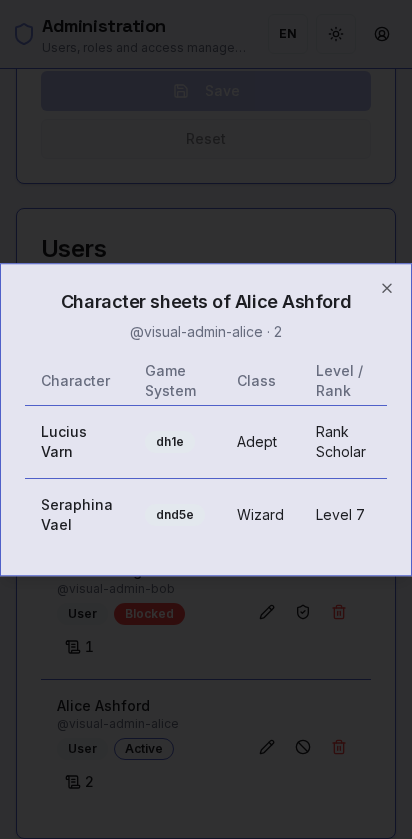 Administration
Users, roles and access manage...
EN
Save
Reset
Users
Character sheets of Alice Ashford
@visual-admin-alice · 2
Character
Game System
Class
Level / Rank
Lucius Varn
dh1e
Adept
Rank Scholar
Seraphina Vael
dnd5e
Wizard
Level 7
@visual-admin-bob
User
Blocked
1
Alice Ashford
@visual-admin-alice
User
Active
2